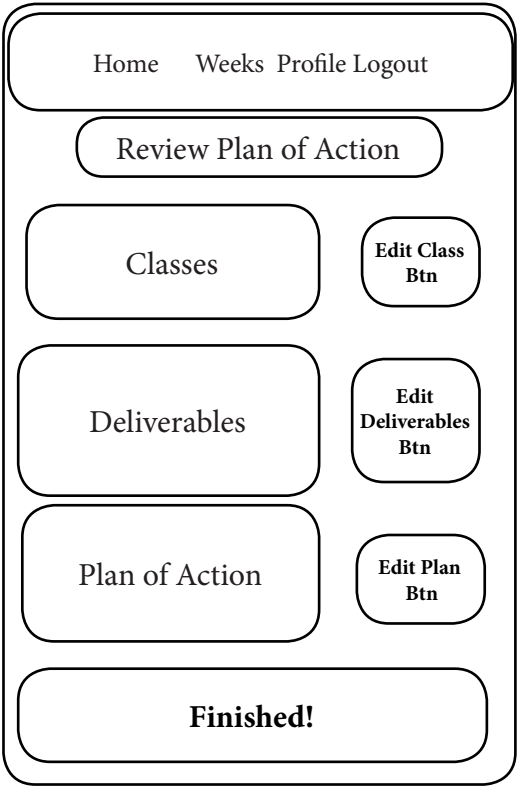 Home Weeks Profile Logout
Review Plan of Action
Classes
Edit Class
Btn
Deliverables
Edit
Deliverables
Btn
Plan of Action
Edit Plan
Btn
Finished!